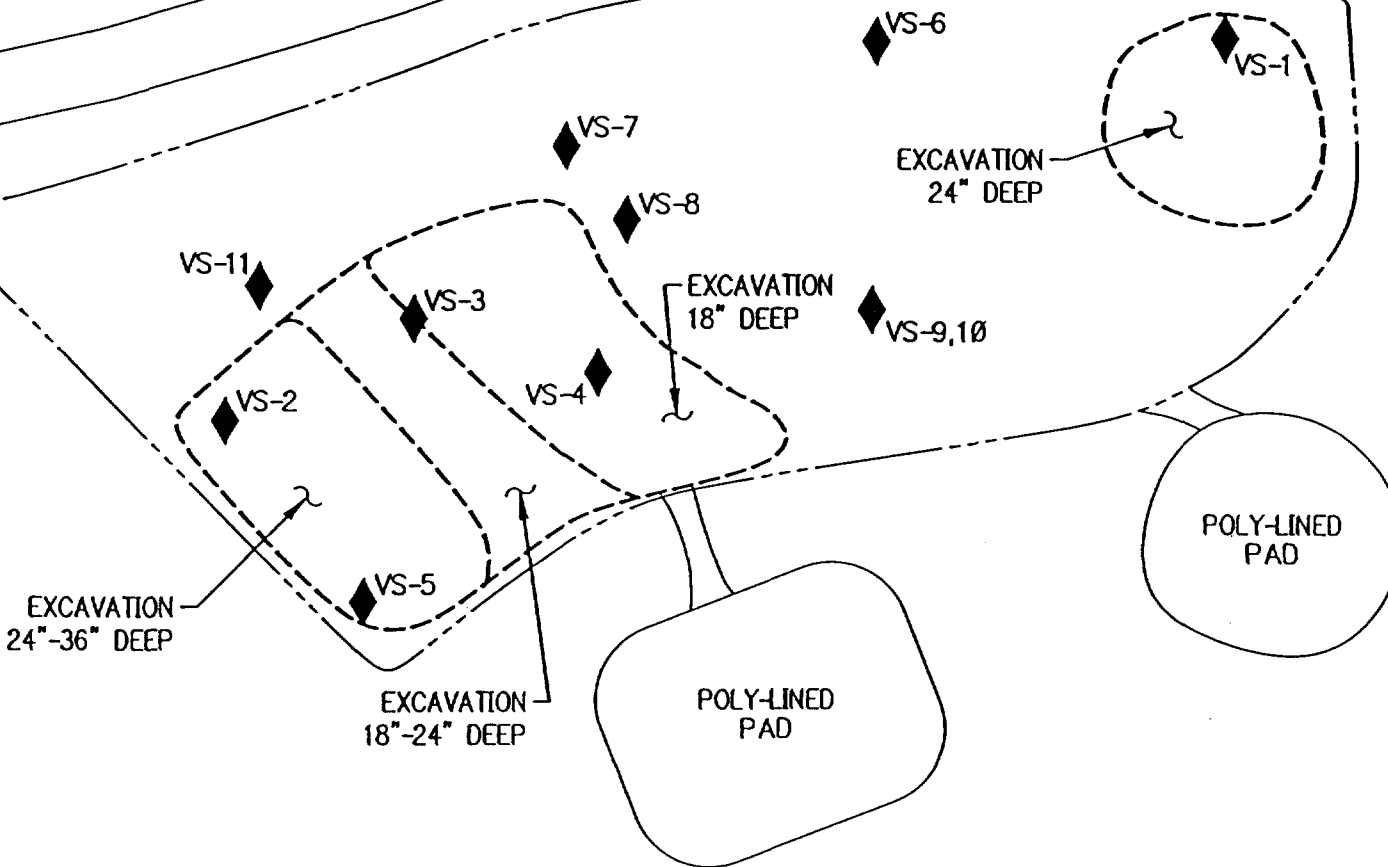 VS-6
VS-1
VS-7
EXCAVATION
24" DEEP
VS-8
VS-11
VS-3
EXCAVATION
18" DEEP
VS-9,10
VS-4
VS-2
POLY-LINED
PAD
VS-5
EXCAVATION
24"-36" DEEP
EXCAVATION
18"-24" DEEP
POLY-LINED
PAD